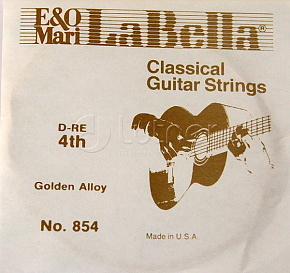 E&O
Mari LaBella®
Classical
Guitar Strings
D-RE
4th
Golden Alloy
No. 854
Made in U.S.A.